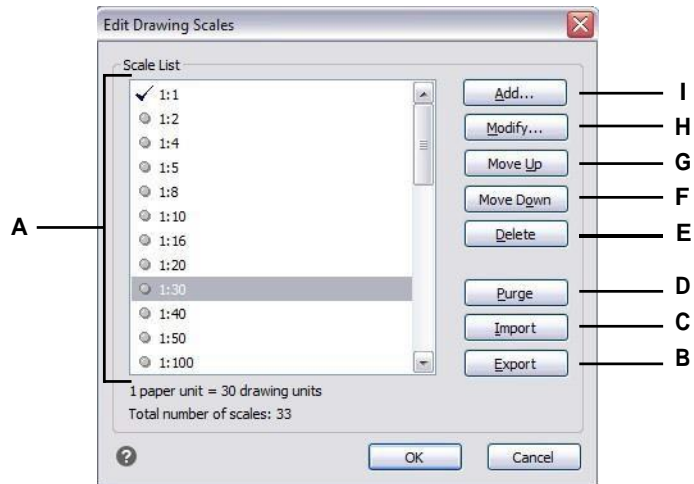 Edit Drawing Scales
Scale List
1:1
1:2
1:4
1:5
1:8
1:10
1:16
1:20
1:30
1:40
1:50
1:100
1 paper unit = 30 drawing units
Total number of scales: 33
Add...
Modify...
Move Up
Move Down
Delete
Purge
Import
Export
OK
Cancel
A
I
H
G
F
E
D
C
B